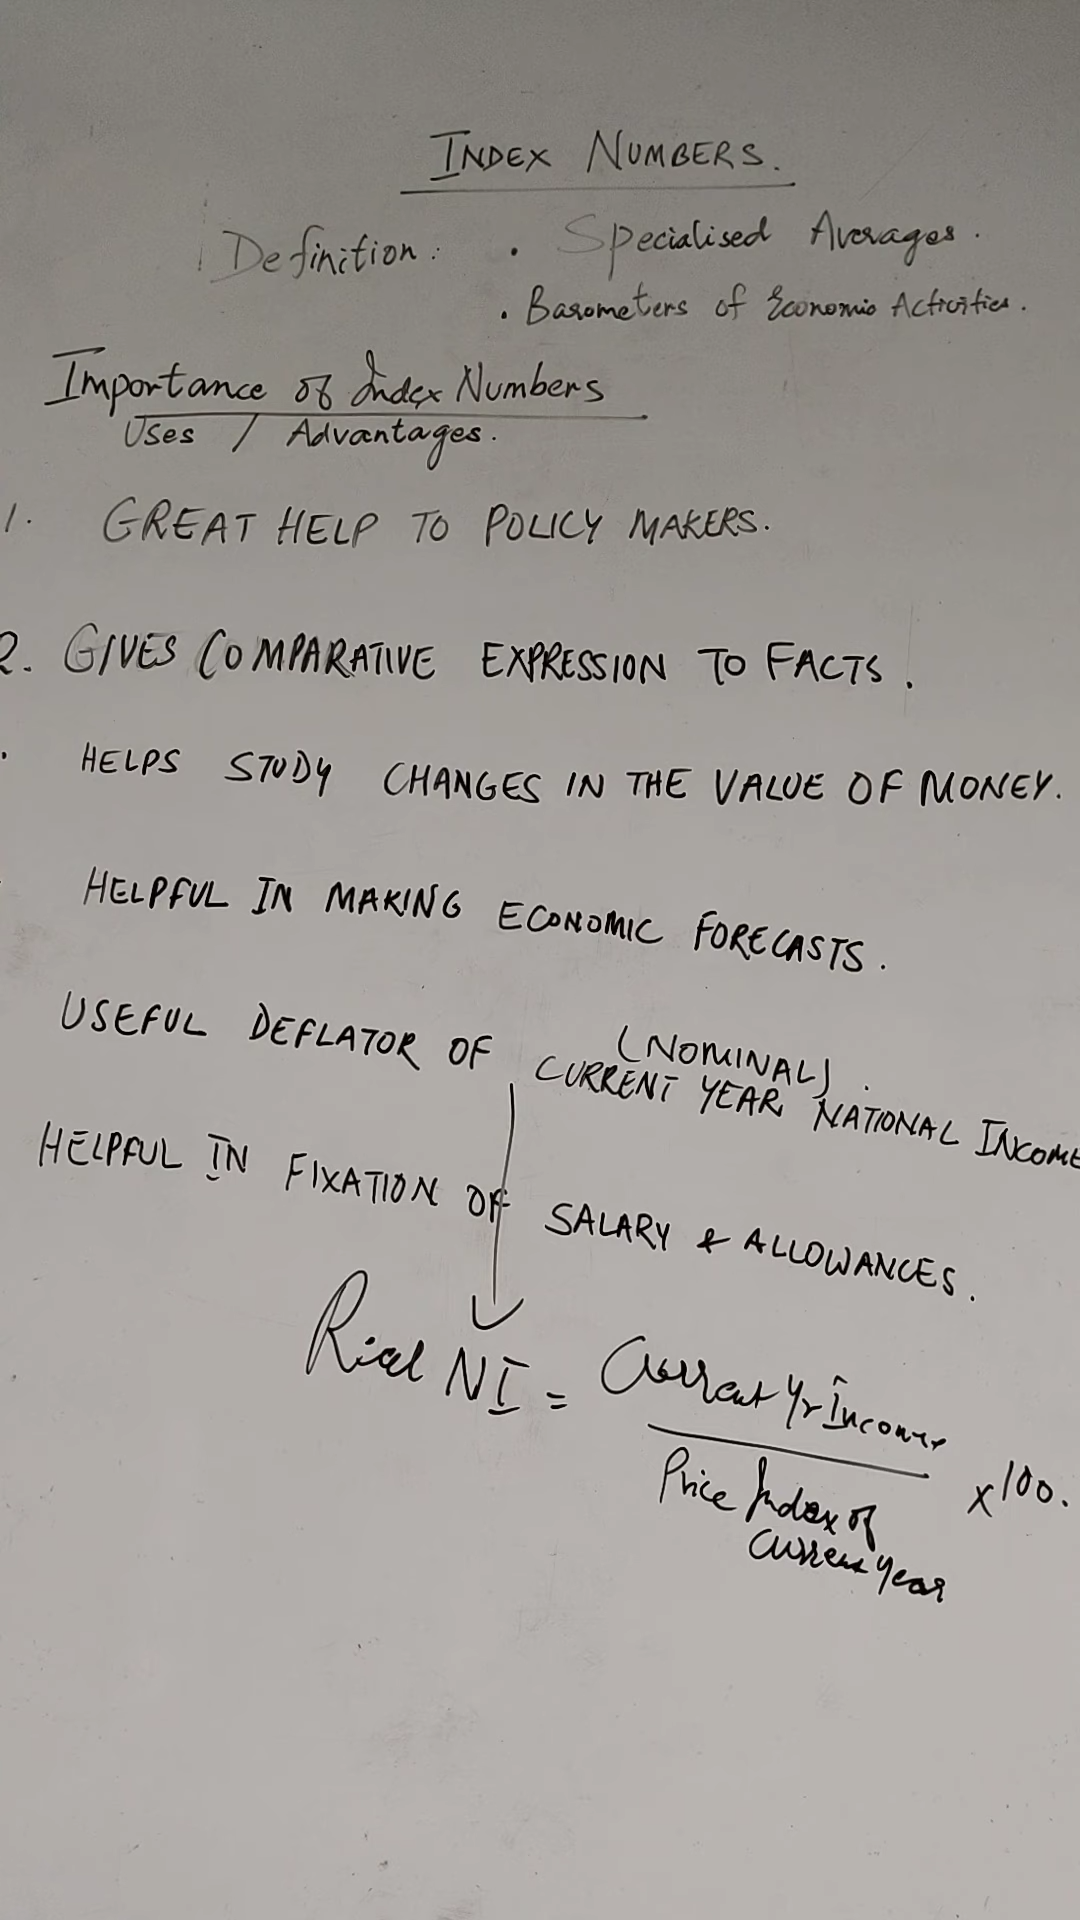 INDEX NUMBERS.
Definition: • Specialised Averages.
• Barometers of Economic Activities.
Importance of Index Numbers
Uses / Advantages.
1. GREAT HELP TO POLICY MAKERS.
2. GIVES COMPARATIVE EXPRESSION TO FACTS.
HELPS STUDY CHANGES IN THE VALUE OF MONEY.
HELPFUL IN MAKING ECONOMIC FORECASTS.
(NOMINAL)
USEFUL DEFLATOR OF CURRENT YEAR NATIONAL INCOME
HELPFUL IN FIXATION OF SALARY & ALLOWANCES.
Real NI = Current Yr Income
x 100.
Price Index of
Current year